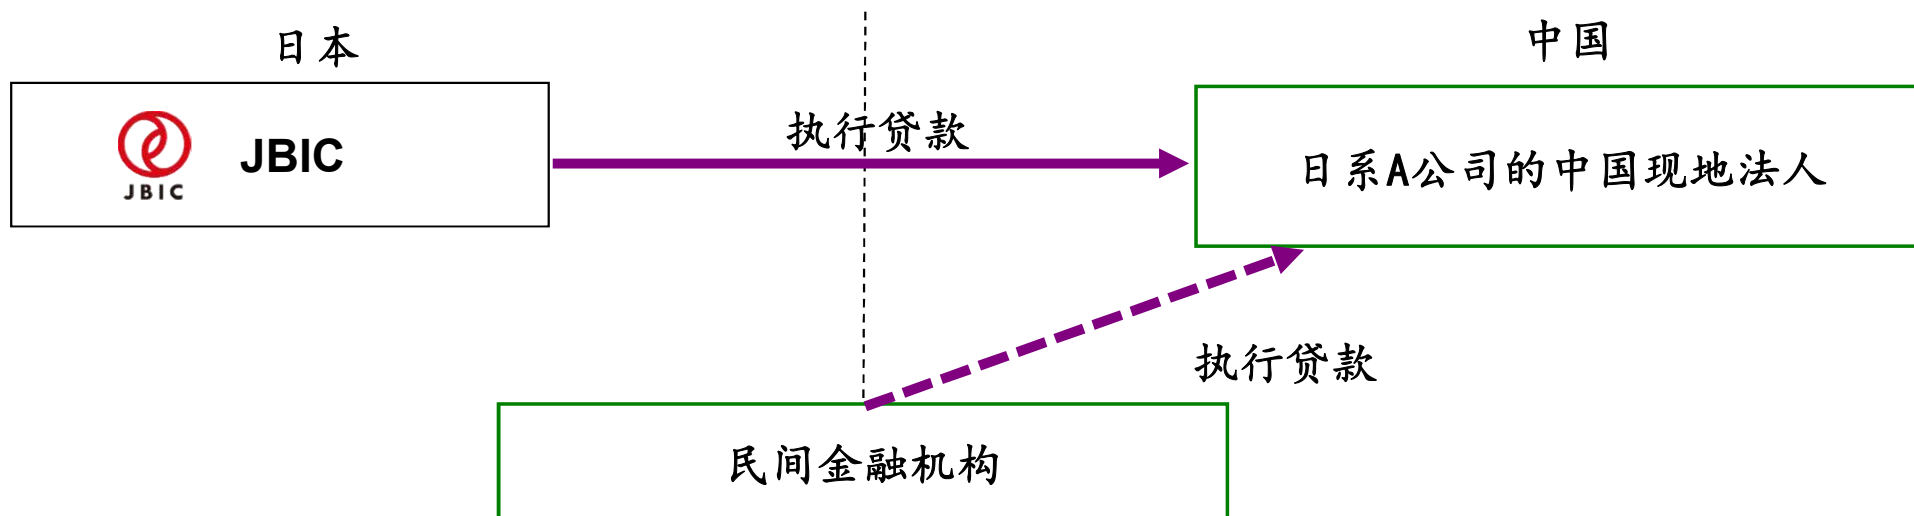 日本
中国
JBIC
JBIC
执行贷款
日系A公司的中国现地法人
执行贷款
民间金融机构